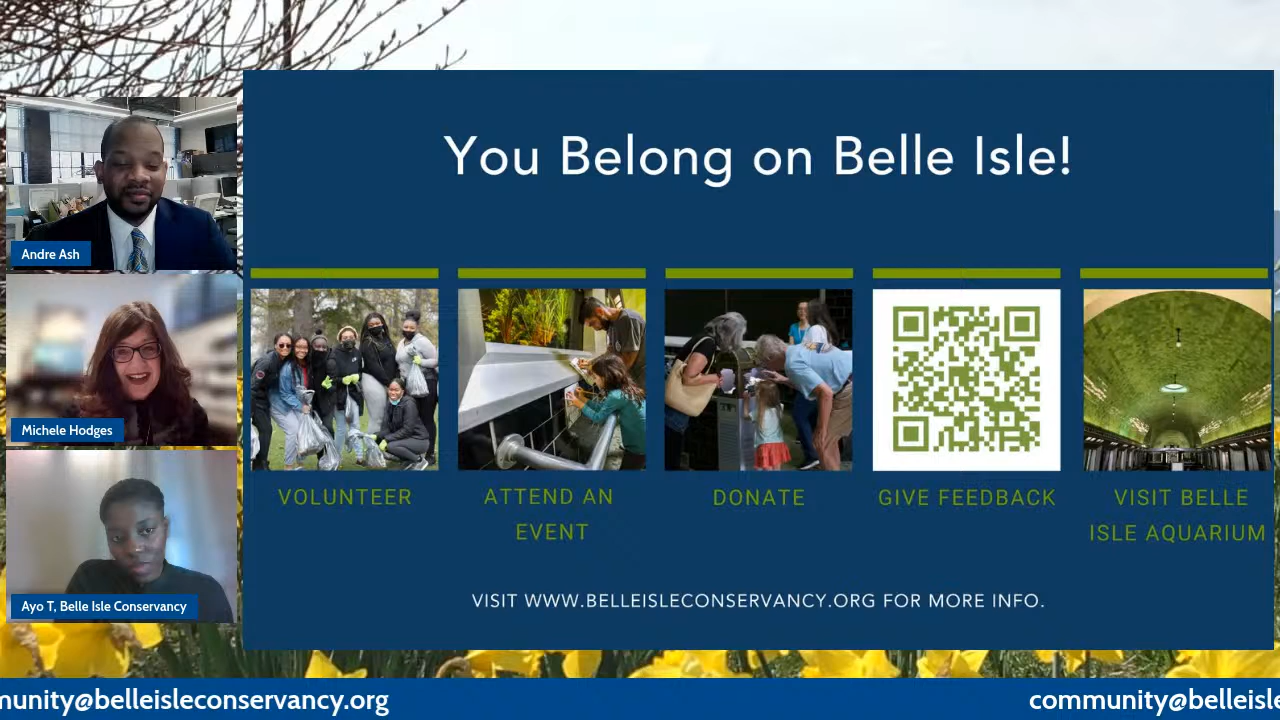 You Belong on Belle Isle!
Andre Ash
Michele Hodges
Ayo T, Belle Isle Conservancy
VOLUNTEER
ATTEND AN
EVENT
DONATE
GIVE FEEDBACK
VISIT BELLE
ISLE AQUARIUM
VISIT WWW.BELLEISLECONSERVANCY.ORG FOR MORE INFO.
munity@belleisleconservancy.org
community@belleisle